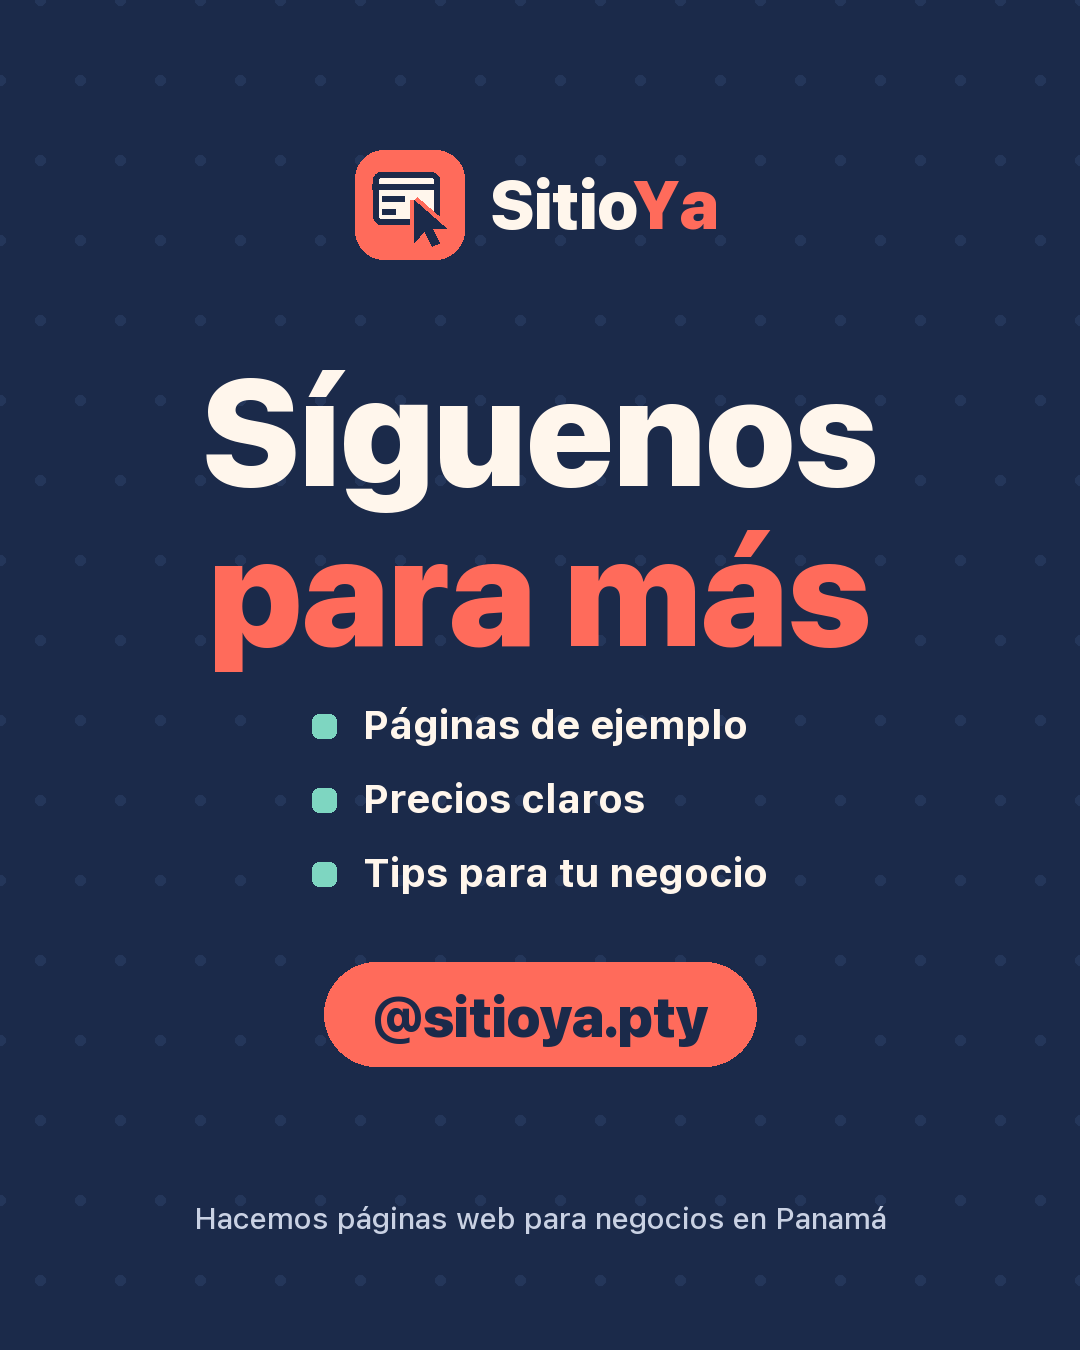 SitioYa
Síguenos
para más
Páginas de ejemplo
Precios claros
Tips para tu negocio
@sitioya.pty
Hacemos páginas web para negocios en Panamá